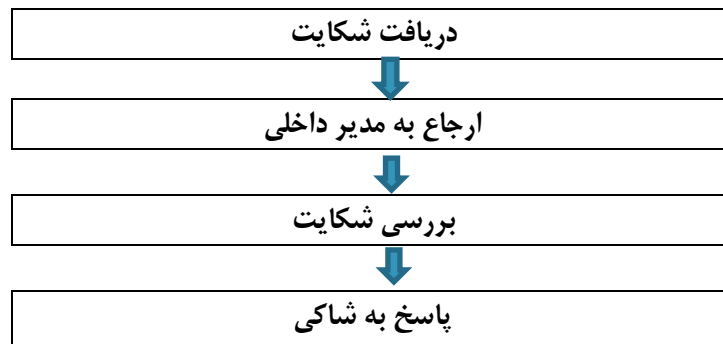 دریافت شکایت
ارجاع به مدیر داخلی
بررسی شکایت
پاسخ به شاکی